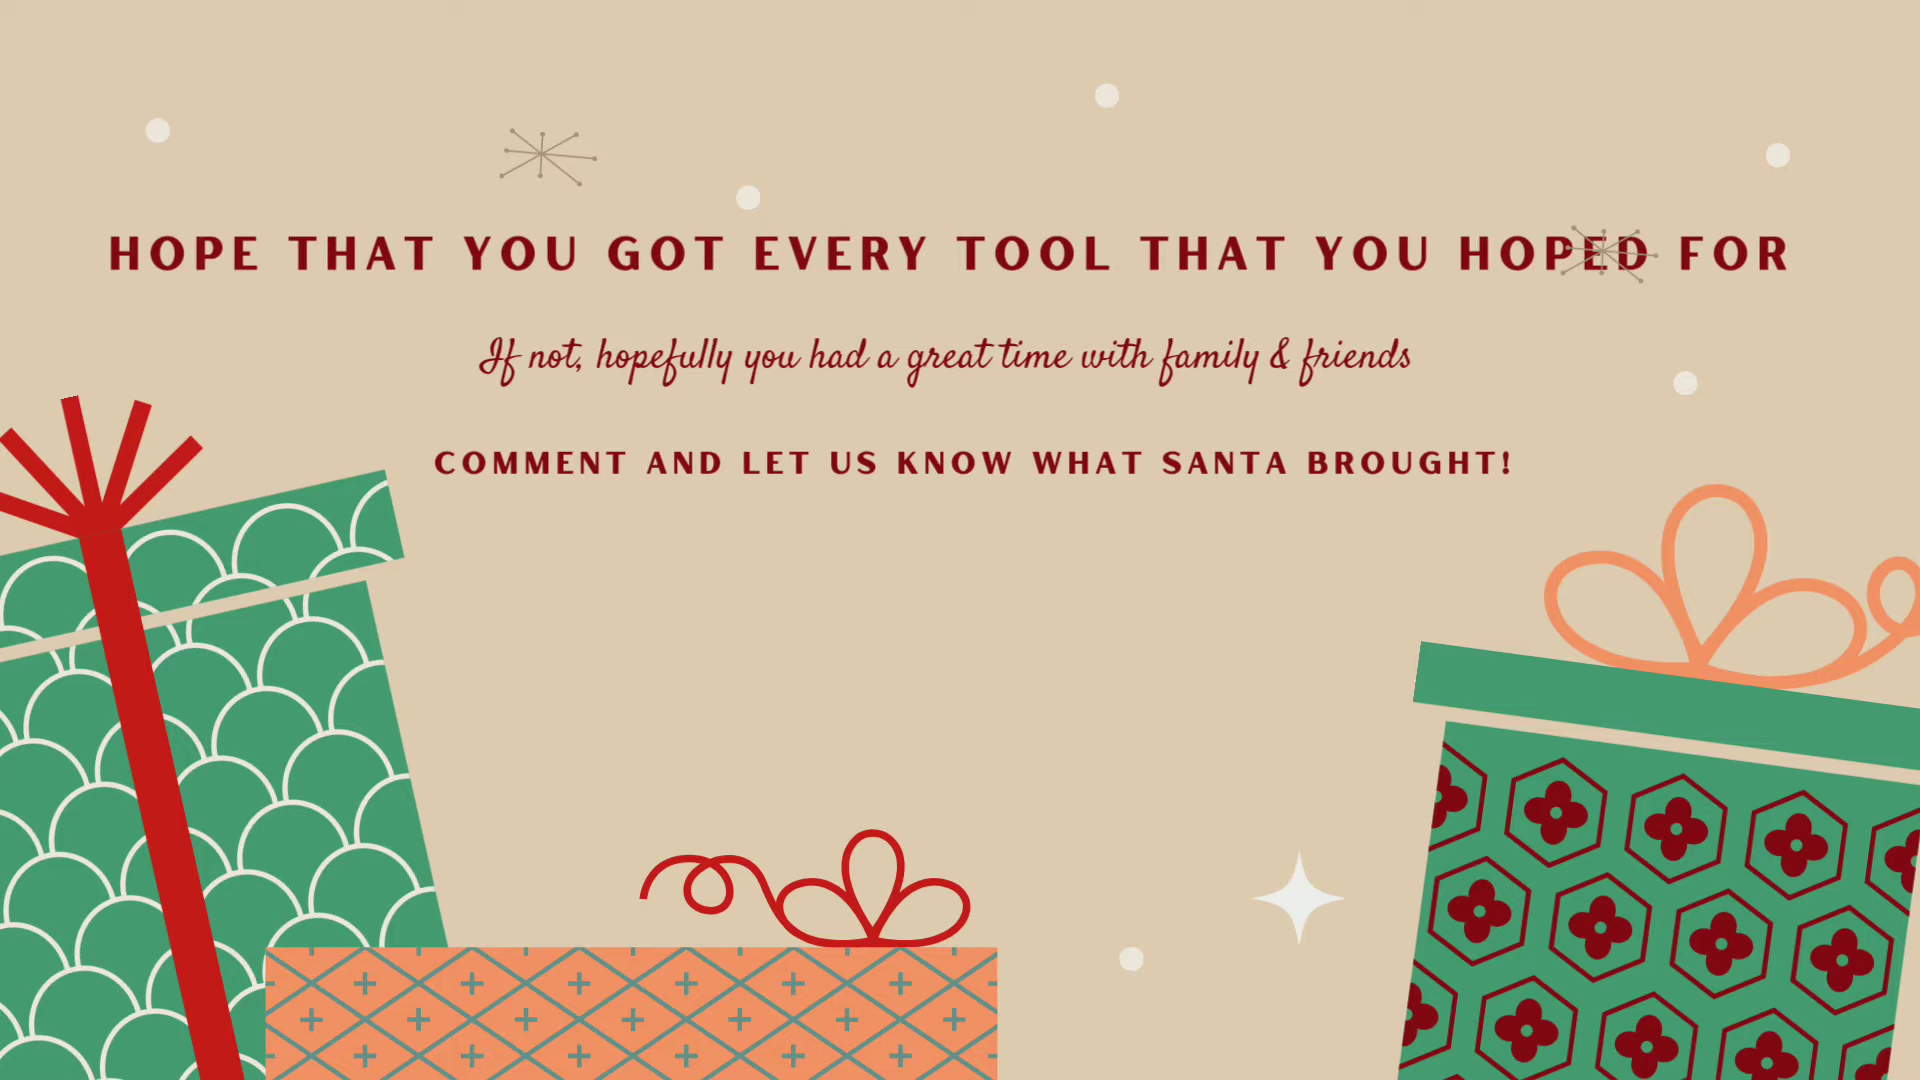 HOPE THAT YOU GOT EVERY TOOL THAT YOU HOPED FOR
If not, hopefully you had a great time with family & friends
COMMENT AND LET US KNOW WHAT SANTA BROUGHT!